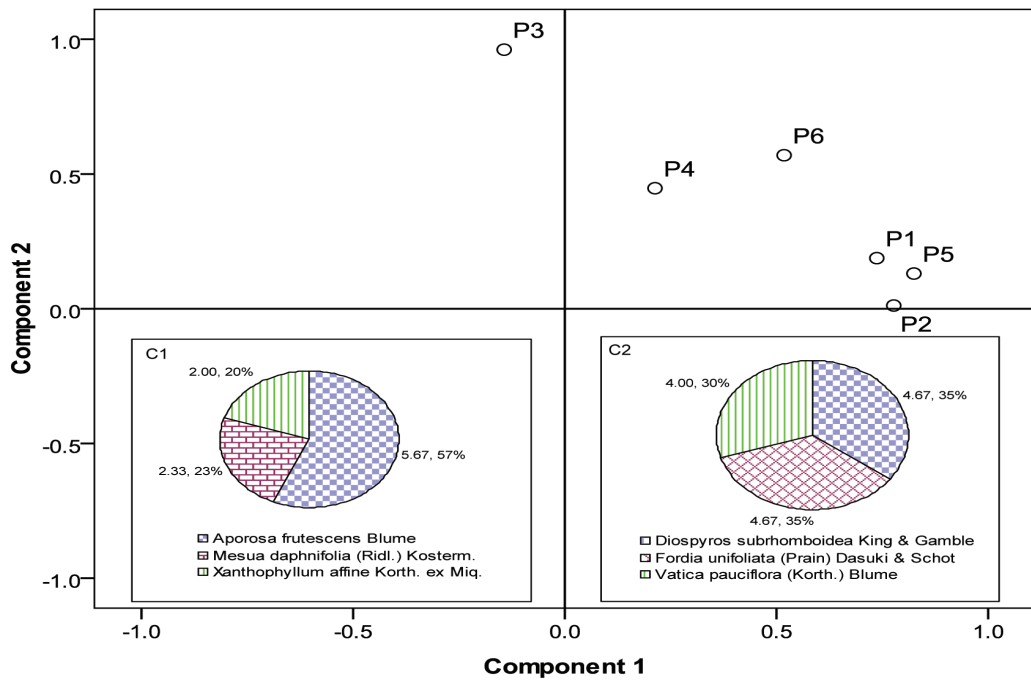 P3
1.0
P6
P4
0.5
P1
P5
0.0
P2
Component 2
C1
2.00, 20%
5.67, 57%
2.33, 23%
Aporosa frutescens Blume
Mesua daphnifolia (Ridl.) Kosterm.
Xanthophyllum affine Korth. ex Miq.
C2
4.00, 30%
4.67, 35%
4.67, 35%
Diospyros subrhomboidea King & Gamble
Fordia unifoliata (Prain) Dasuki & Schot
Vatica pauciflora (Korth.) Blume
-0.5
-1.0
-1.0 -0.5 0.0 0.5 1.0
Component 1